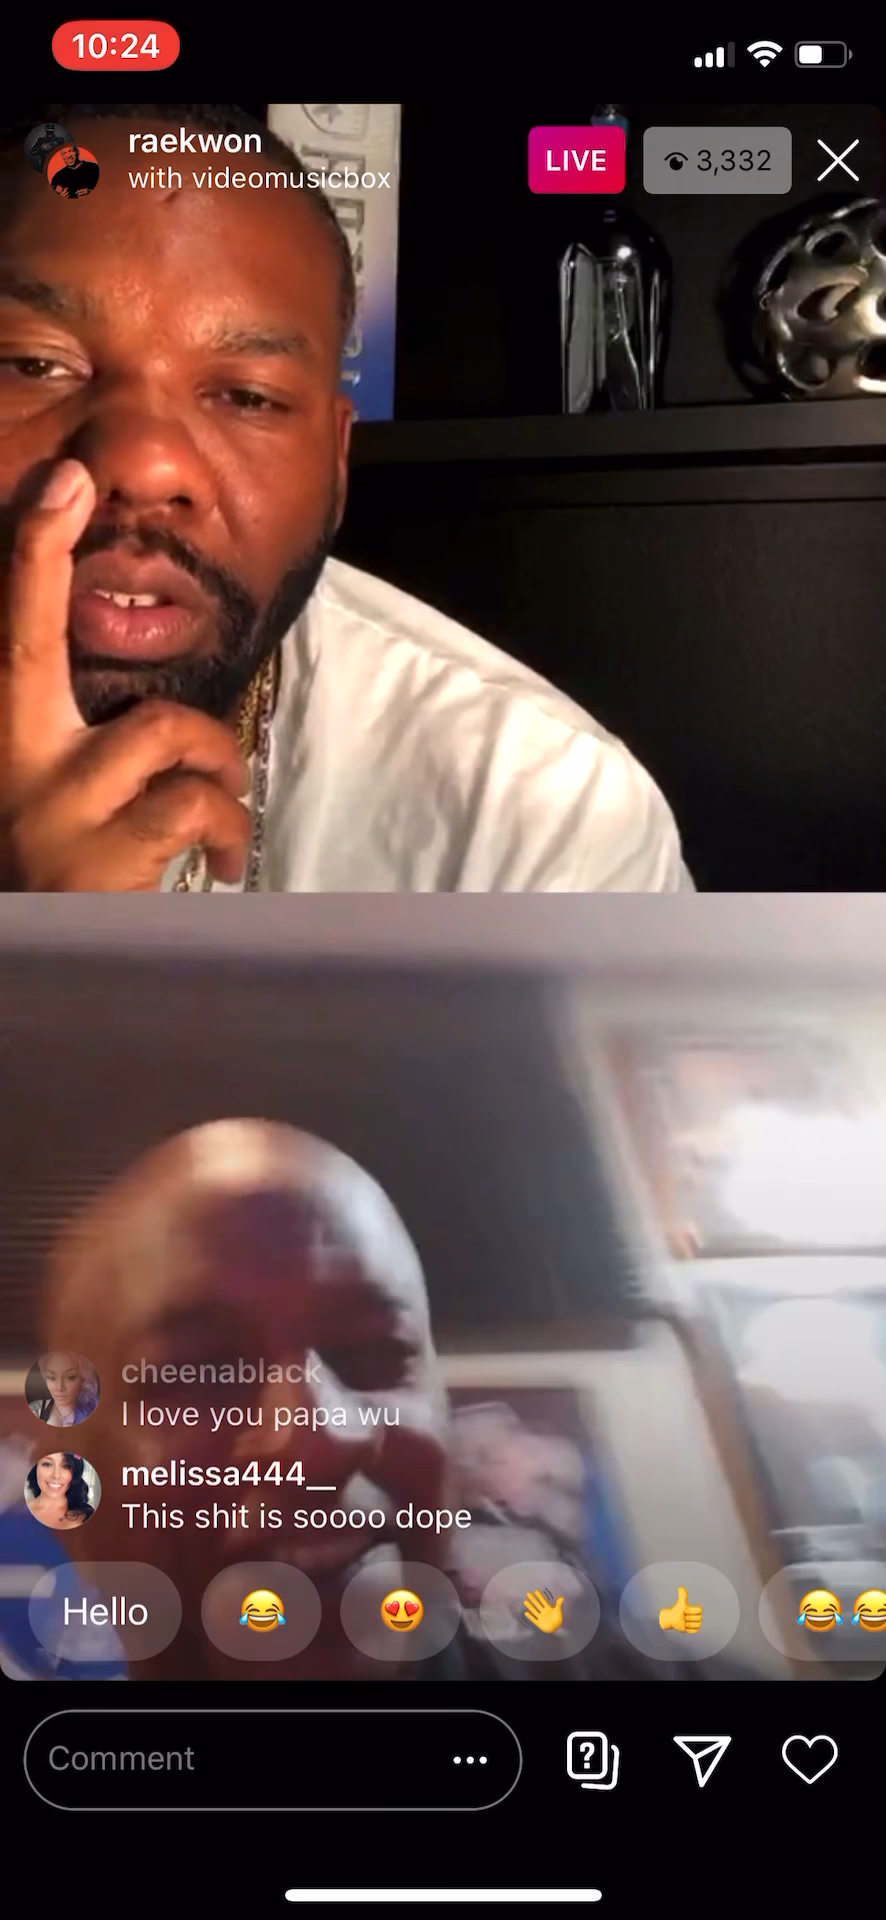 10:24
raekwon
with videomusicbox
LIVE
3,332
cheenablack
I love you papa wu
melissa444__
This shit is soooo dope
Hello
Comment